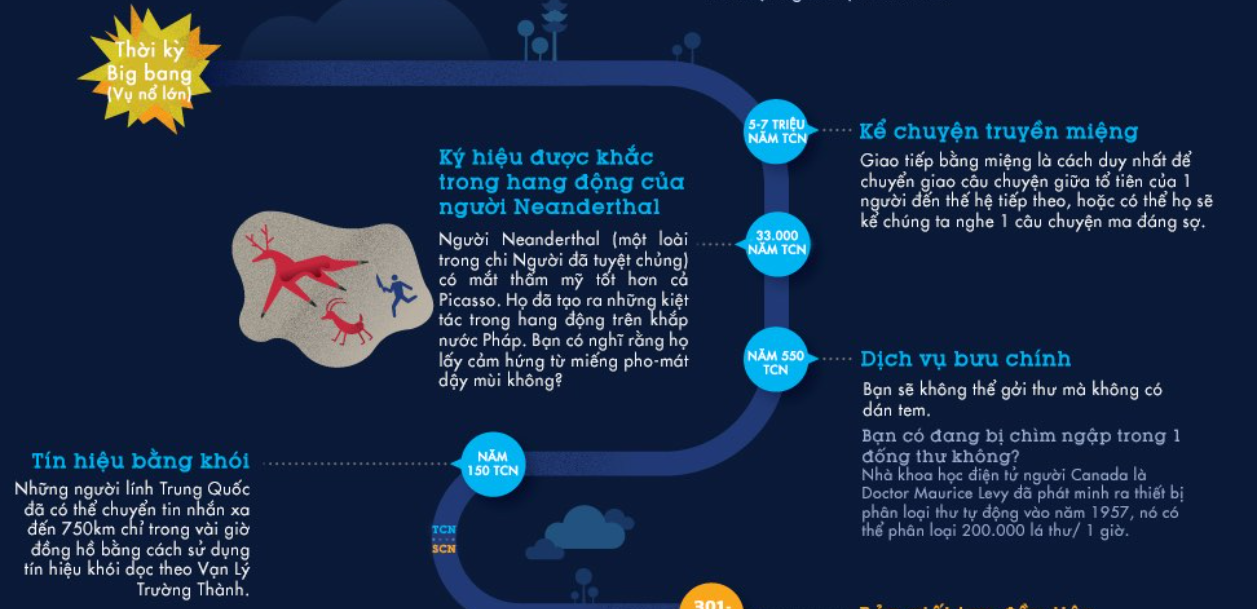 Thời kỳ
Big bang
(Vụ nổ lớn)
5-7 TRIỆU
NĂM TCN
Kể chuyện truyền miệng
Giao tiếp bằng miệng là cách duy nhất để
chuyển giao câu chuyện giữa tổ tiên của 1
người đến thế hệ tiếp theo, hoặc có thể họ sẽ
kể chúng ta nghe 1 câu chuyện ma đáng sợ.
Ký hiệu được khắc
trong hang động của
người Neanderthal
Người Neanderthal (một loài
trong chi Người đã tuyệt chủng)
có mắt thẩm mỹ tốt hơn cả
Picasso. Họ đã tạo ra những kiệt
tác trong hang động trên khắp
nước Pháp. Bạn có nghĩ rằng họ
lấy cảm hứng từ miếng pho-mát
dậy mùi không?
33.000
NĂM TCN
NĂM 550
TCN
Dịch vụ bưu chính
Bạn sẽ không thể gởi thư mà không có
dán tem.
Bạn có đang bị chìm ngập trong 1
đống thư không?
Nhà khoa học điện tử người Canada là
Doctor Maurice Levy đã phát minh ra thiết bị
phân loại thư tự động vào năm 1957, nó có
thể phân loại 200.000 lá thư/ 1 giờ.
Tín hiệu bằng khói
Những người lính Trung Quốc
đã có thể chuyển tin nhắn xa
đến 750km chỉ trong vài giờ
đồng hồ bằng cách sử dụng
tín hiệu khói dọc theo Vạn Lý
Trường Thành.
NĂM
150 TCN
TCN
SCN
301-